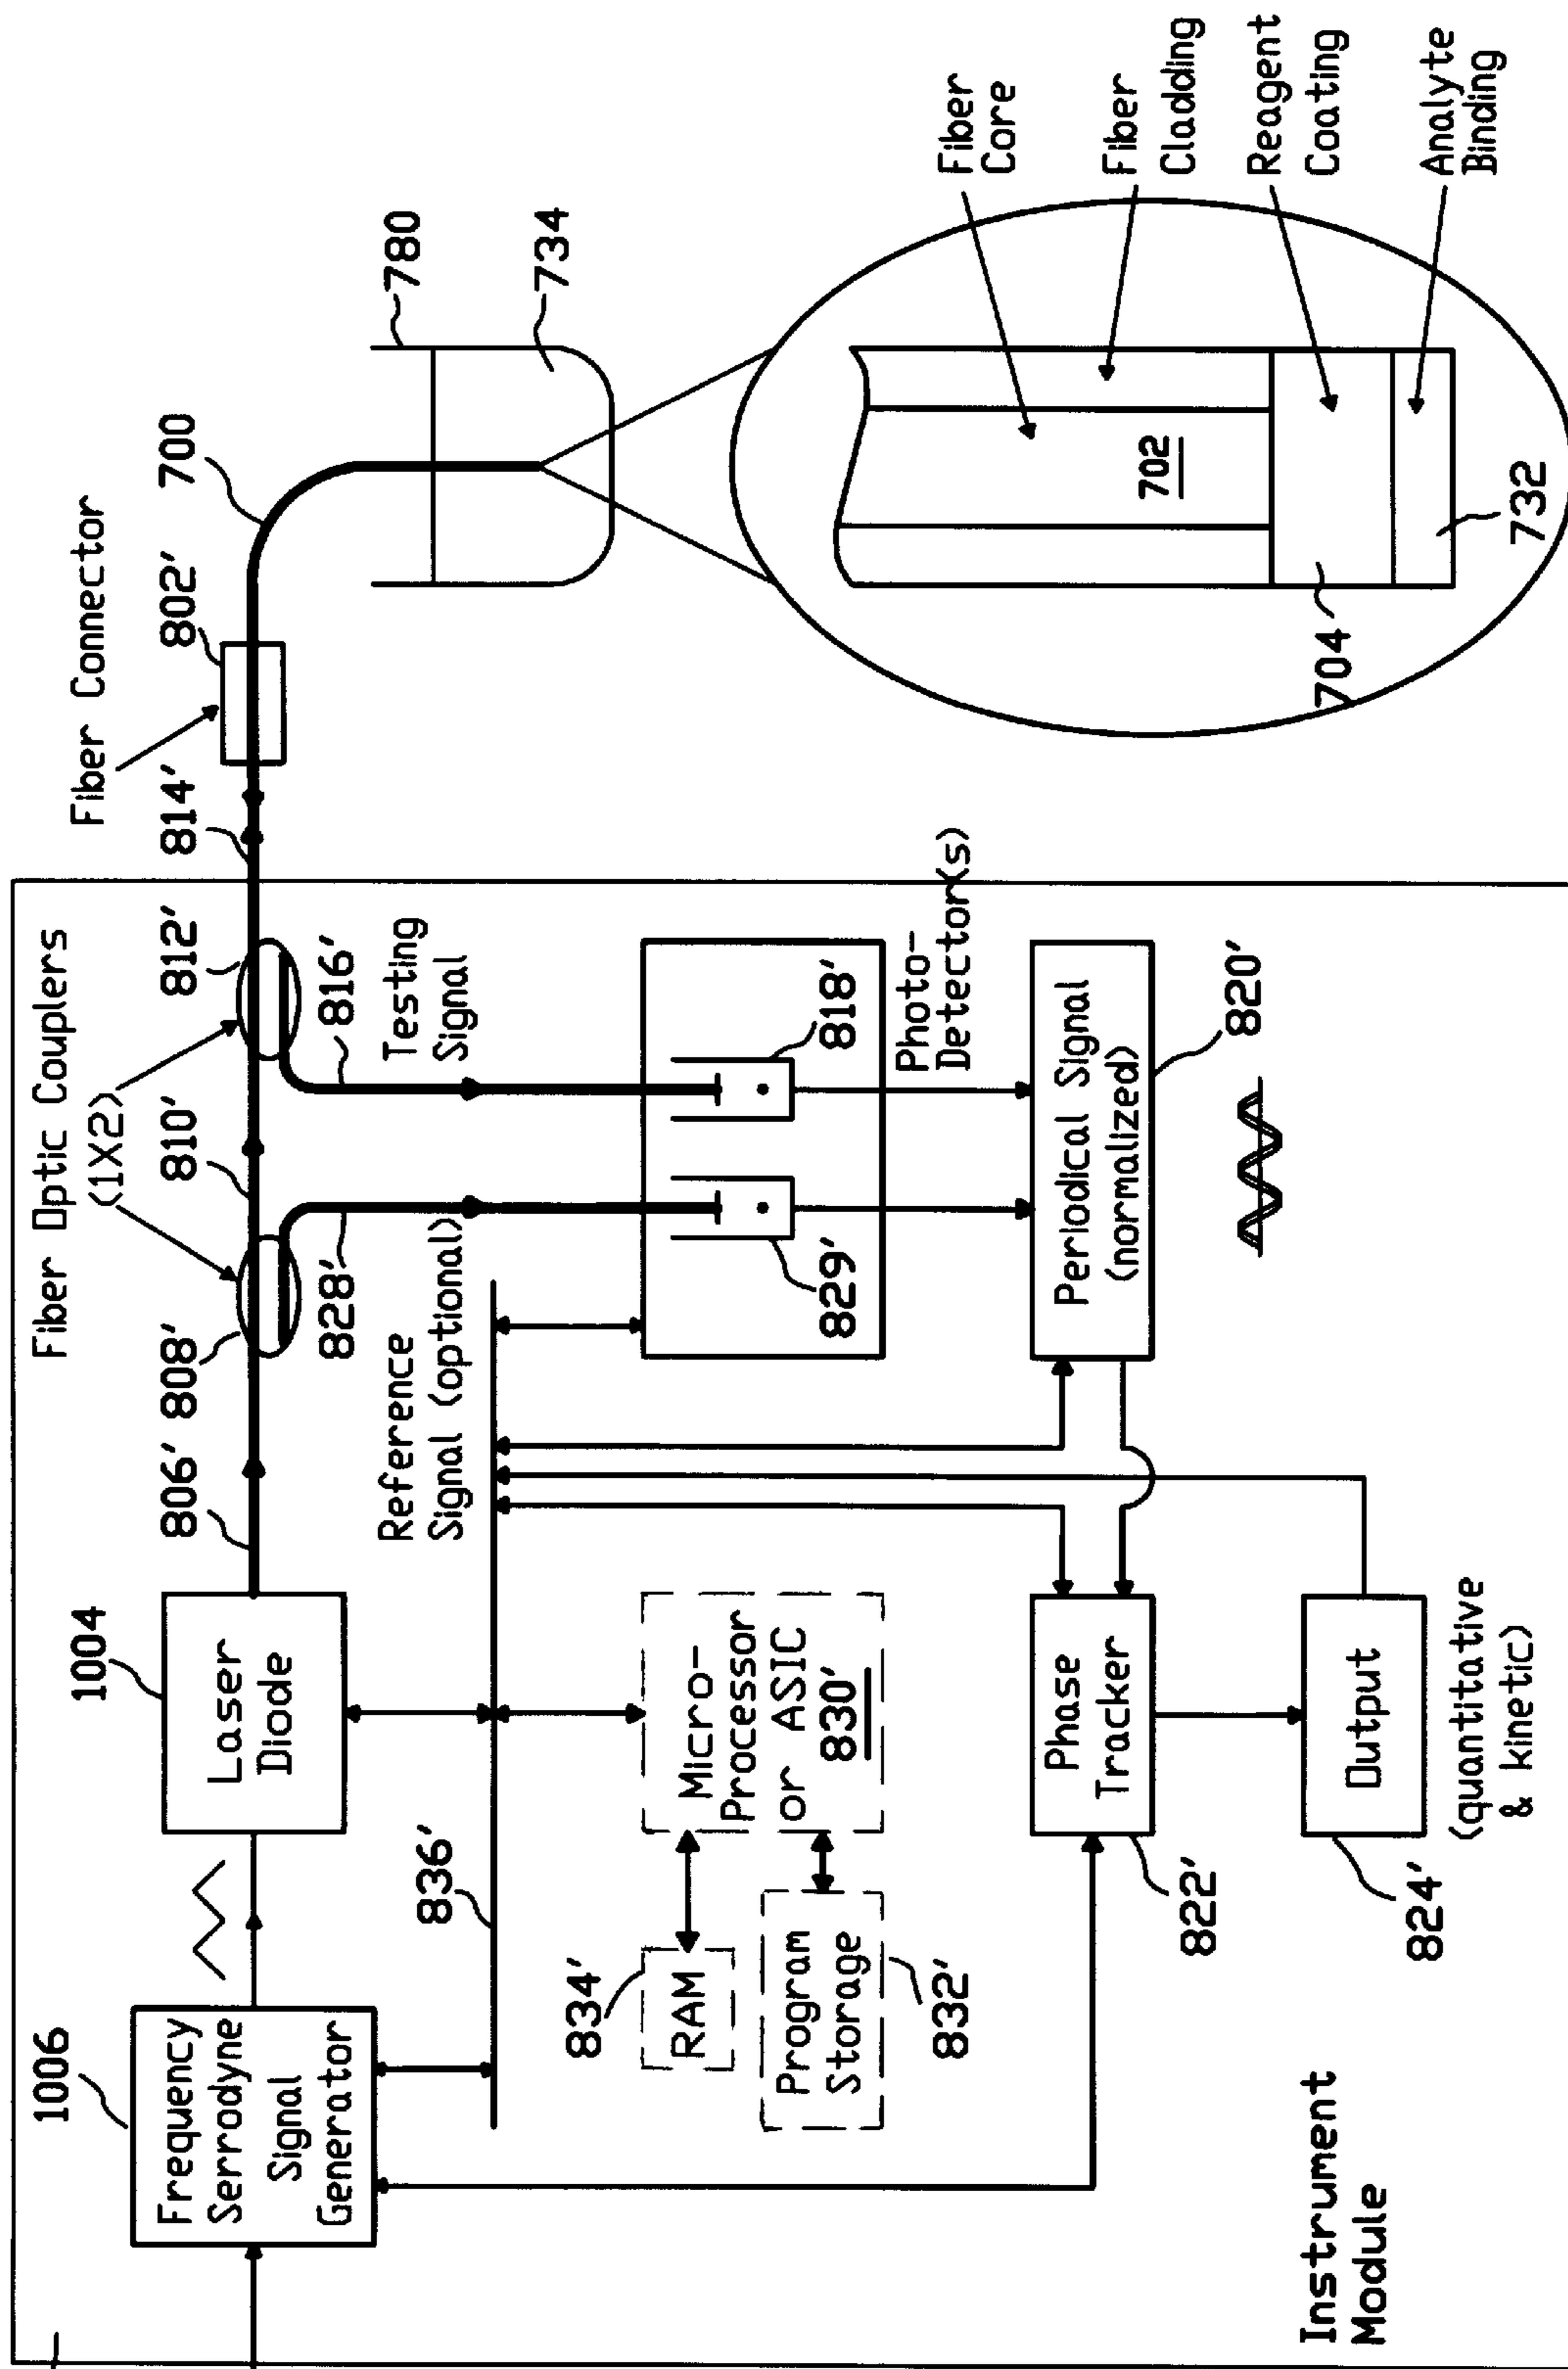 1006
Frequency
Serrodyne
Signal
Generator
1004
Laser
Diode
806'
808'
Fiber Optic Couplers
(1X2)
810'
812'
814'
Fiber Connector
802'
700
780
734
828'
Reference
Signal (optional)
816'
Testing
Signal
836'
834'
RAM
Program
Storage
832'
Micro-
Processor
or ASIC
830'
829'
818'
Photo-
Detector(s)
Periodical Signal
(normalized)
820'
Phase
Tracker
822'
Output
824'
(quantitative
& kinetic)
Instrument
Module
Fiber
Core
Fiber
Cladding
Reagent
Coating
Analyte
Binding
702
704
732